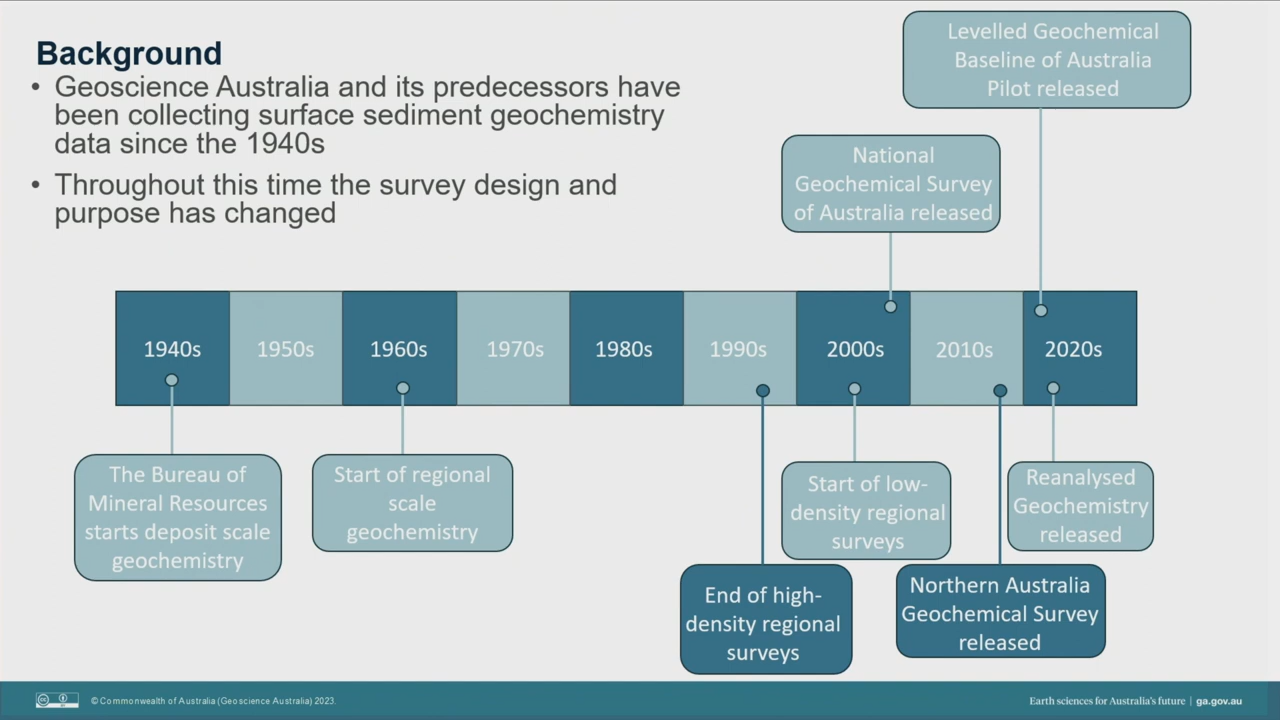 Background
• Geoscience Australia and its predecessors have
been collecting surface sediment geochemistry
data since the 1940s
• Throughout this time the survey design and
purpose has changed
Levelled Geochemical
Baseline of Australia
Pilot released
National
Geochemical Survey
of Australia released
1940s
1950s
1960s
1970s
1980s
1990s
2000s
2010s
2020s
The Bureau of
Mineral Resources
starts deposit scale
geochemistry
Start of regional
scale
geochemistry
End of high-
density regional
surveys
Start of low-
density regional
surveys
Northern Australia
Geochemical Survey
released
Reanalysed
Geochemistry
released
© Commonwealth of Australia (Geoscience Australia) 2023.
Earth sciences for Australia's future | ga.gov.au